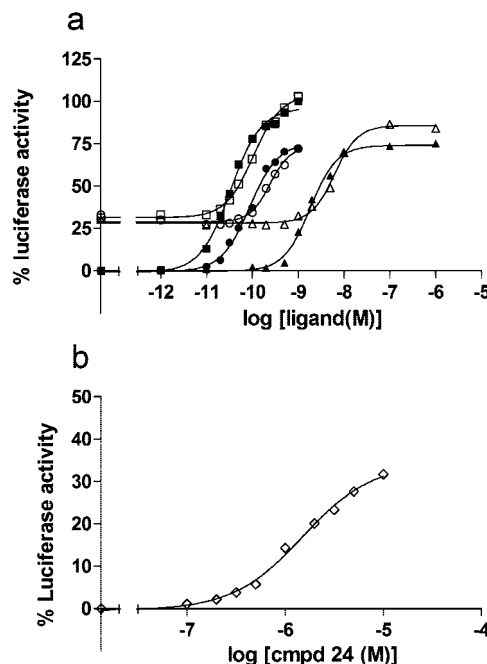 a
125
100
75
50
25
0
% luciferase activity
-12 -11 -10 -9 -8 -7 -6 -5
log [ligand(M)]
b
50
40
30
20
10
0
% Luciferase activity
-7 -6 -5 -4
log [cmpd 24 (M)]